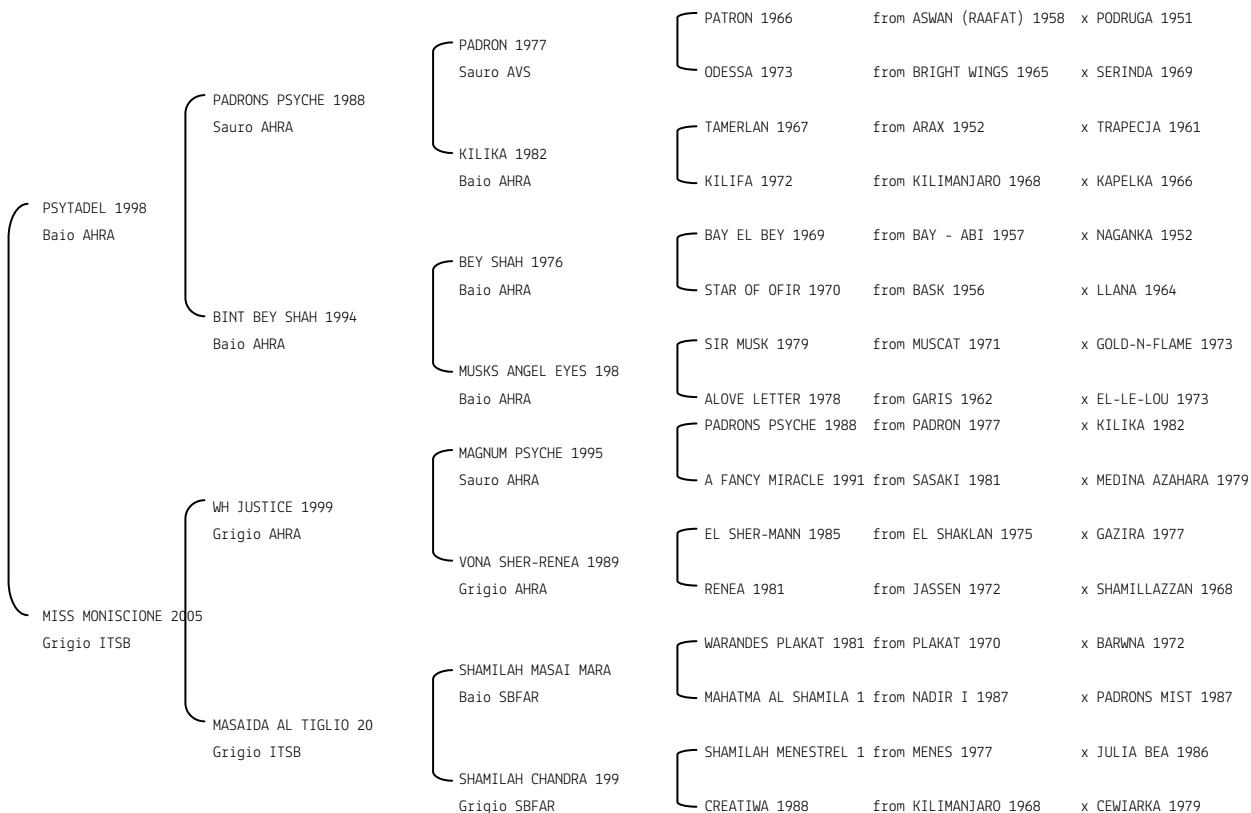 PATRON 1966 from ASWAN (RAAFAT) 1958 x PODRUGA 1951
PADRON 1977
Sauro AVS
ODESSA 1973 from BRIGHT WINGS 1965 x SERINDA 1969
PADRONS PSYCHE 1988
Sauro AHRA
TAMERLAN 1967 from ARAX 1952 x TRAPECJA 1961
KILIKA 1982
Baio AHRA
KILIFA 1972 from KILIMANJARO 1968 x KAPELKA 1966
PSYTADEL 1998
Baio AHRA
BAY EL BEY 1969 from BAY - ABI 1957 x NAGANKA 1952
BEY SHAH 1976
Baio AHRA
STAR OF OFIR 1970 from BASK 1956 x LLANA 1964
BINT BEY SHAH 1994
Baio AHRA
SIR MUSK 1979 from MUSCAT 1971 x GOLD-N-FLAME 1973
MUSKS ANGEL EYES 198
Baio AHRA
ALOVE LETTER 1978 from GARIS 1962 x EL-LE-LOU 1973
PADRONS PSYCHE 1988 from PADRON 1977 x KILIKA 1982
MAGNUM PSYCHE 1995
Sauro AHRA
A FANCY MIRACLE 1991 from SASAKI 1981 x MEDINA AZAHARA 1979
WH JUSTICE 1999
Grigio AHRA
EL SHER-MANN 1985 from EL SHAKLAN 1975 x GAZIRA 1977
VONA SHER-RENEA 1989
Grigio AHRA
RENEA 1981 from JASSEN 1972 x SHAMILLAZZAN 1968
MISS MONISCIONE 2005
Grigio ITSB
WARANDES PLAKAT 1981 from PLAKAT 1970 x BARWNA 1972
SHAMILAH MASAI MARA
Baio SBFAR
MAHATMA AL SHAMILA 1 from NADIR I 1987 x PADRONS MIST 1987
MASAIDA AL TIGLIO 20
Grigio ITSB
SHAMILAH MENESTREL 1 from MENES 1977 x JULIA BEA 1986
SHAMILAH CHANDRA 199
Grigio SBFAR
CREATIWA 1988 from KILIMANJARO 1968 x CEWIARKA 1979